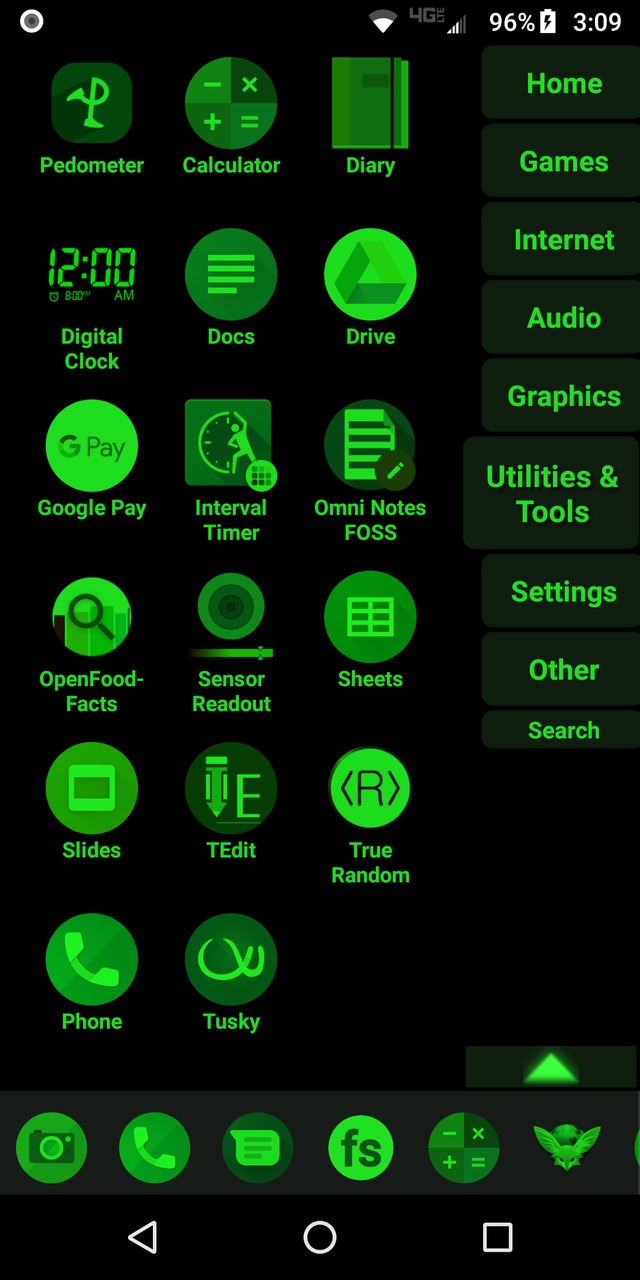 4G LTE 96% 3:09
Pedometer Calculator Diary
12:00
8:00 AM AM
Digital Clock
Docs
Drive
G Pay
Google Pay
Interval Timer
Omni Notes FOSS
OpenFood-
Facts
Sensor
Readout
Sheets
Slides
E
TEdit
<R>
True
Random
Phone
Tusky
Home
Games
Internet
Audio
Graphics
Utilities &
Tools
Settings
Other
Search
fs